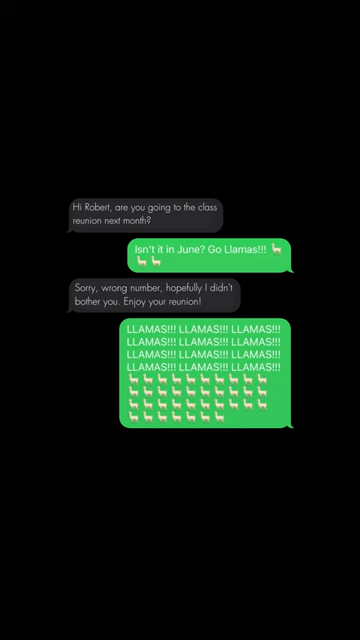 Hi Robert, are you going to the class
reunion next month?
Isn't it in June? Go Llamas!!! 🦙
🦙 🦙
Sorry, wrong number, hopefully I didn't
bother you. Enjoy your reunion!
LLAMAS!!! LLAMAS!!! LLAMAS!!!
LLAMAS!!! LLAMAS!!! LLAMAS!!!
LLAMAS!!! LLAMAS!!! LLAMAS!!!
LLAMAS!!! LLAMAS!!! LLAMAS!!!
🦙 🦙 🦙 🦙 🦙 🦙 🦙 🦙 🦙 🦙
🦙 🦙 🦙 🦙 🦙 🦙 🦙 🦙 🦙 🦙
🦙 🦙 🦙 🦙 🦙 🦙 🦙 🦙 🦙 🦙
🦙 🦙 🦙 🦙 🦙 🦙 🦙